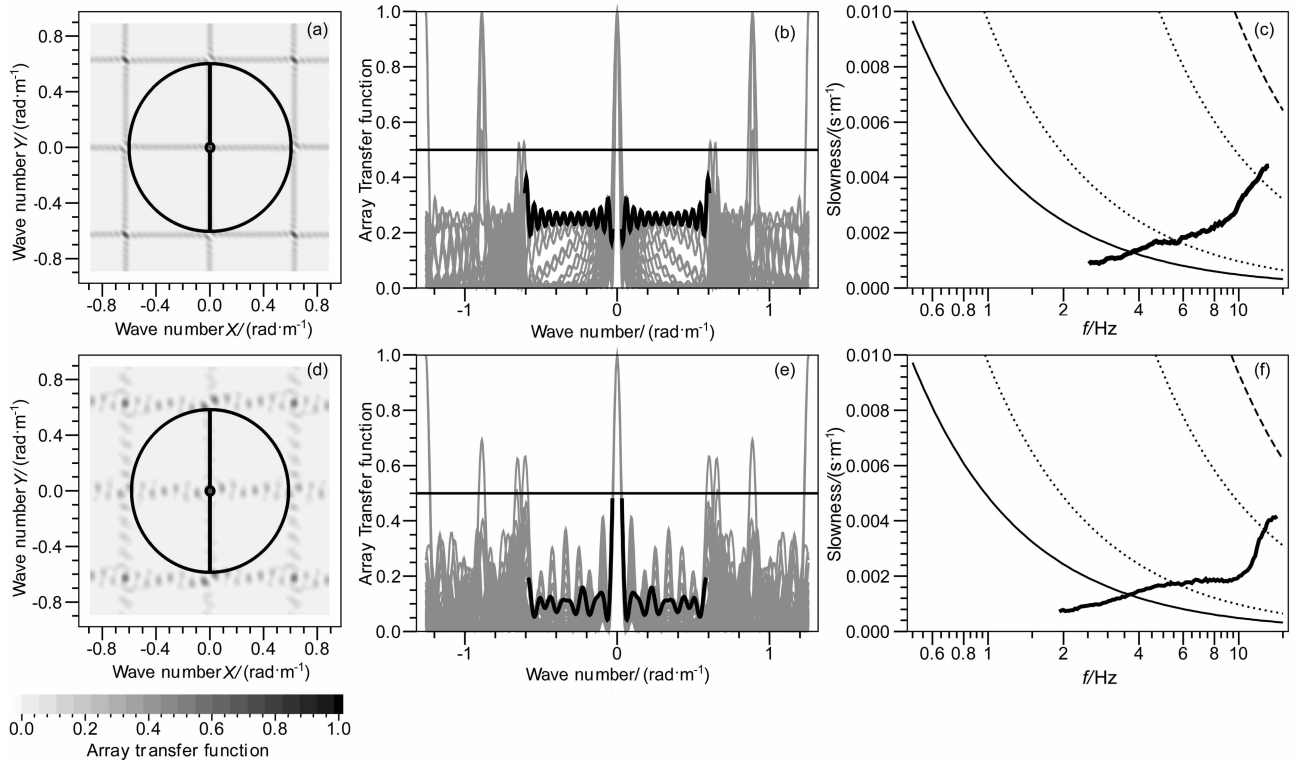 (a)
Wave number Y/(rad·m⁻¹)
0.8
0.4
0.0
-0.4
-0.8
-0.8 -0.4 0.0 0.4 0.8
Wave number X/(rad·m⁻¹)
(b)
Array Transfer function
1.0
0.8
0.6
0.4
0.2
0.0
-1 0 1
Wave number/(rad·m⁻¹)
(c)
Slowness/(s·m⁻¹)
0.010
0.008
0.006
0.004
0.002
0.000
0.6 0.8 1 2 4 6 8 10
f/Hz
(d)
Wave number Y/(rad·m⁻¹)
0.8
0.4
0.0
-0.4
-0.8
-0.8 -0.4 0.0 0.4 0.8
Wave number X/(rad·m⁻¹)
(e)
Array Transfer function
1.0
0.8
0.6
0.4
0.2
0.0
-1 0 1
Wave number/(rad·m⁻¹)
(f)
Slowness/(s·m⁻¹)
0.010
0.008
0.006
0.004
0.002
0.000
0.6 0.8 1 2 4 6 8 10
f/Hz
0.0 0.2 0.4 0.6 0.8 1.0
Array transfer function